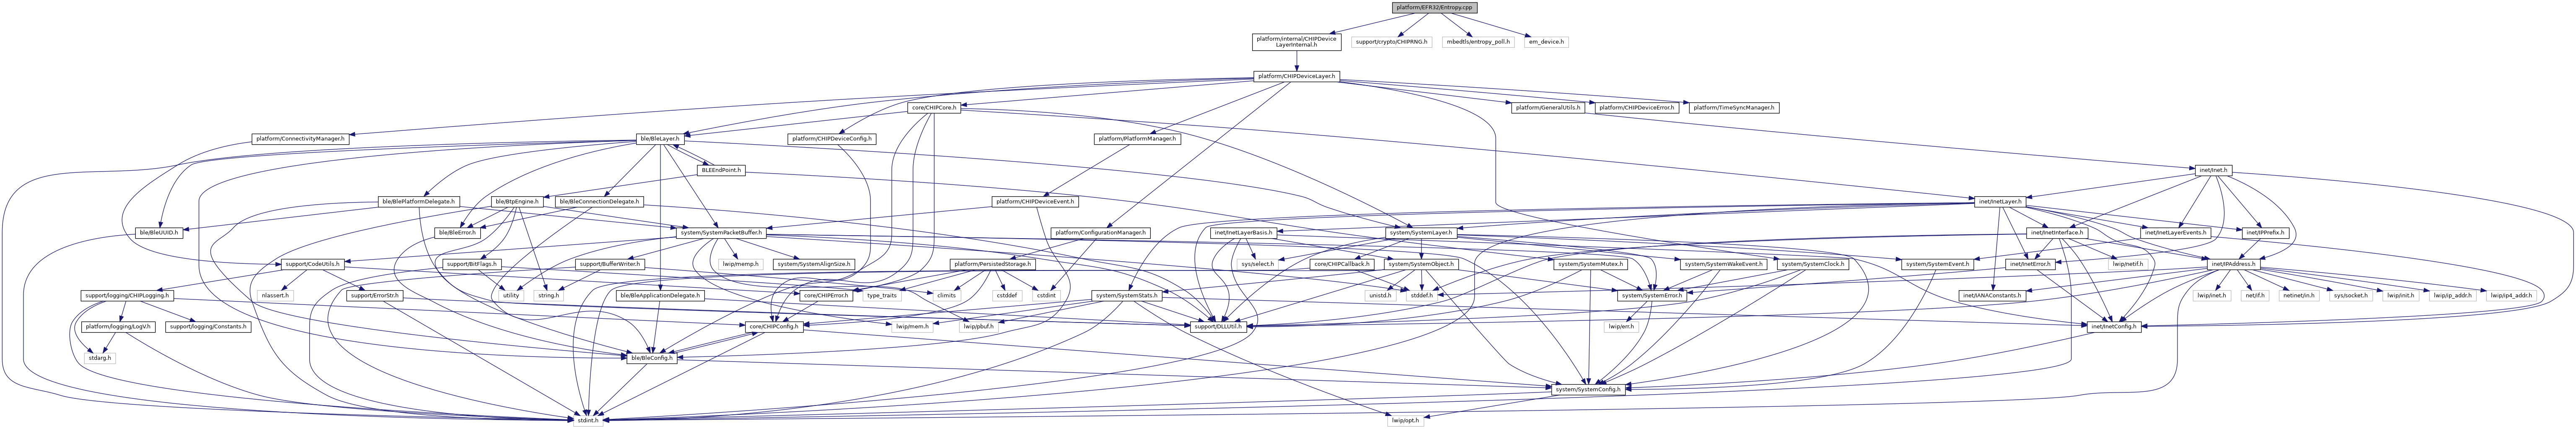 platform/EFR32/Entropy.cpp
platform/internal/CHIPDevice
LayerInternal.h
support/crypto/CHIPRNG.h
mbedtls/entropy_poll.h
em_device.h
platform/CHIPDeviceLayer.h
core/CHIPCore.h
platform/GeneralUtils.h
platform/CHIPDeviceError.h
platform/TimeSyncManager.h
platform/ConnectivityManager.h
ble/BleLayer.h
platform/CHIPDeviceConfig.h
platform/PlatformManager.h
BLEEndPoint.h
inet/Inet.h
ble/BlePlatformDelegate.h
ble/BtpEngine.h
ble/BleConnectionDelegate.h
platform/CHIPDeviceEvent.h
inet/InetLayer.h
ble/BleUUID.h
ble/BleError.h
system/SystemPacketBuffer.h
platform/ConfigurationManager.h
inet/InetLayerBasis.h
system/SystemLayer.h
inet/InetInterface.h
inet/InetLayerEvents.h
inet/IPPrefix.h
support/CodeUtils.h
support/BitFlags.h
support/BufferWriter.h
lwip/memp.h
system/SystemAlignSize.h
platform/PersistedStorage.h
sys/select.h
core/CHIPCallback.h
system/SystemObject.h
system/SystemMutex.h
system/SystemWakeEvent.h
system/SystemClock.h
system/SystemEvent.h
inet/InetError.h
lwip/netif.h
inet/IPAddress.h
support/logging/CHIPLogging.h
nlassert.h
support/ErrorStr.h
utility
string.h
ble/BleApplicationDelegate.h
core/CHIPError.h
type_traits
climits
cstddef
cstdint
system/SystemStats.h
unistd.h
stddef.h
system/SystemError.h
inet/IANAConstants.h
lwip/inet.h
net/if.h
netinet/in.h
sys/socket.h
lwip/init.h
lwip/ip_addr.h
lwip/ip4_addr.h
platform/logging/LogV.h
support/logging/Constants.h
core/CHIPConfig.h
lwip/mem.h
lwip/pbuf.h
support/DLLUtil.h
lwip/err.h
inet/InetConfig.h
stdarg.h
ble/BleConfig.h
system/SystemConfig.h
stdint.h
lwip/opt.h